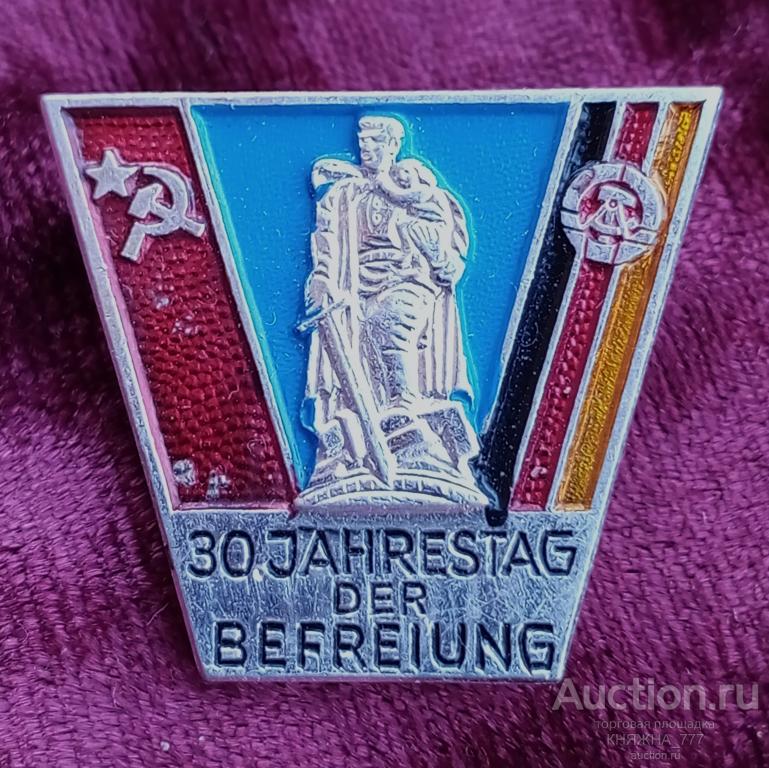 30. JAHRESTAG
DER
BEFREIUNG
Auction.ru
торговая площадка
КНЯЖНА_777
auction.ru